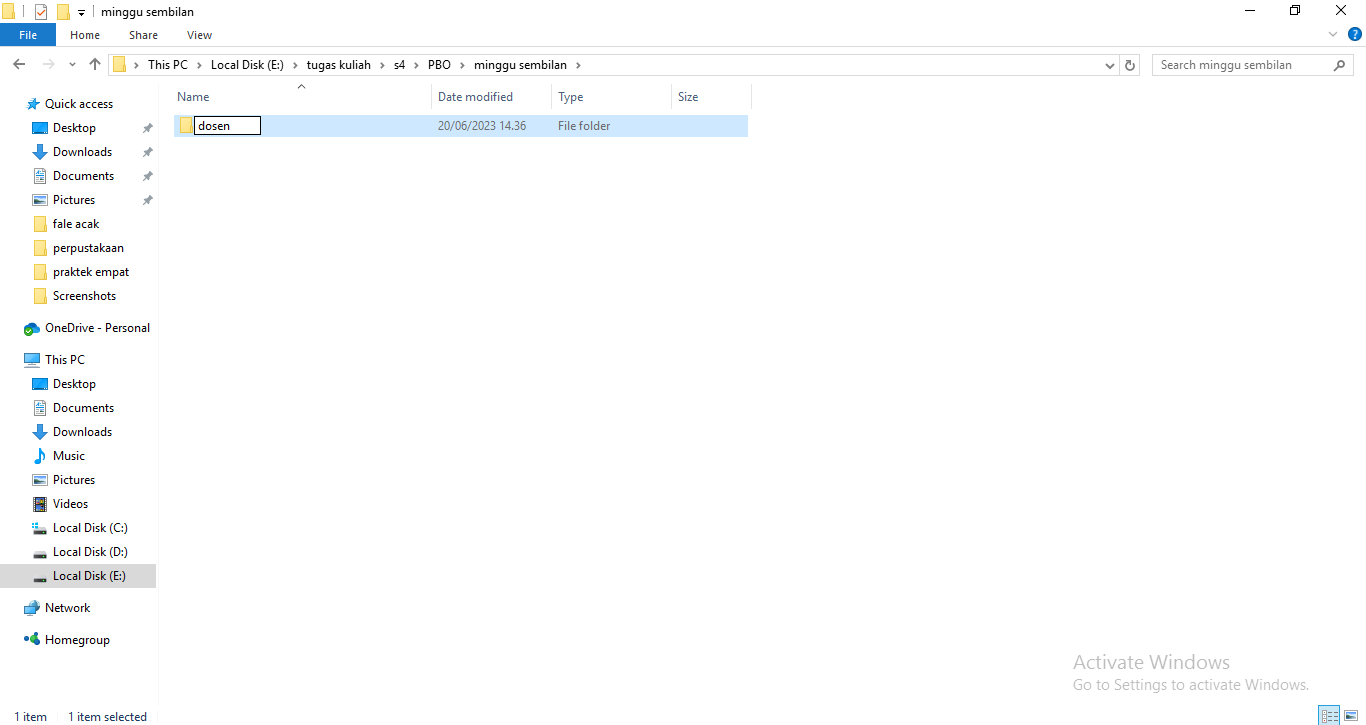 minggu sembilan
File Home Share View
This PC Local Disk (E:) tugas kuliah s4 PBO minggu sembilan
Search minggu sembilan
Name Date modified Type Size
dosen 20/06/2023 14.36 File folder
Quick access
Desktop
Downloads
Documents
Pictures
fale acak
perpustakaan
praktek empat
Screenshots
OneDrive - Personal
This PC
Desktop
Documents
Downloads
Music
Pictures
Videos
Local Disk (C:)
Local Disk (D:)
Local Disk (E:)
Network
Homegroup
Activate Windows
Go to Settings to activate Windows.
1 item 1 item selected